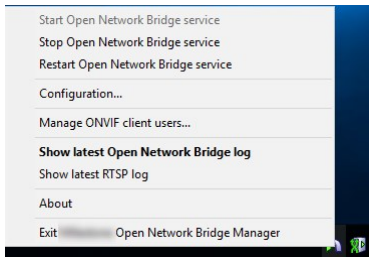 Start Open Network Bridge service
Stop Open Network Bridge service
Restart Open Network Bridge service
Configuration...
Manage ONVIF client users...
Show latest Open Network Bridge log
Show latest RTSP log
About
Exit Open Network Bridge Manager